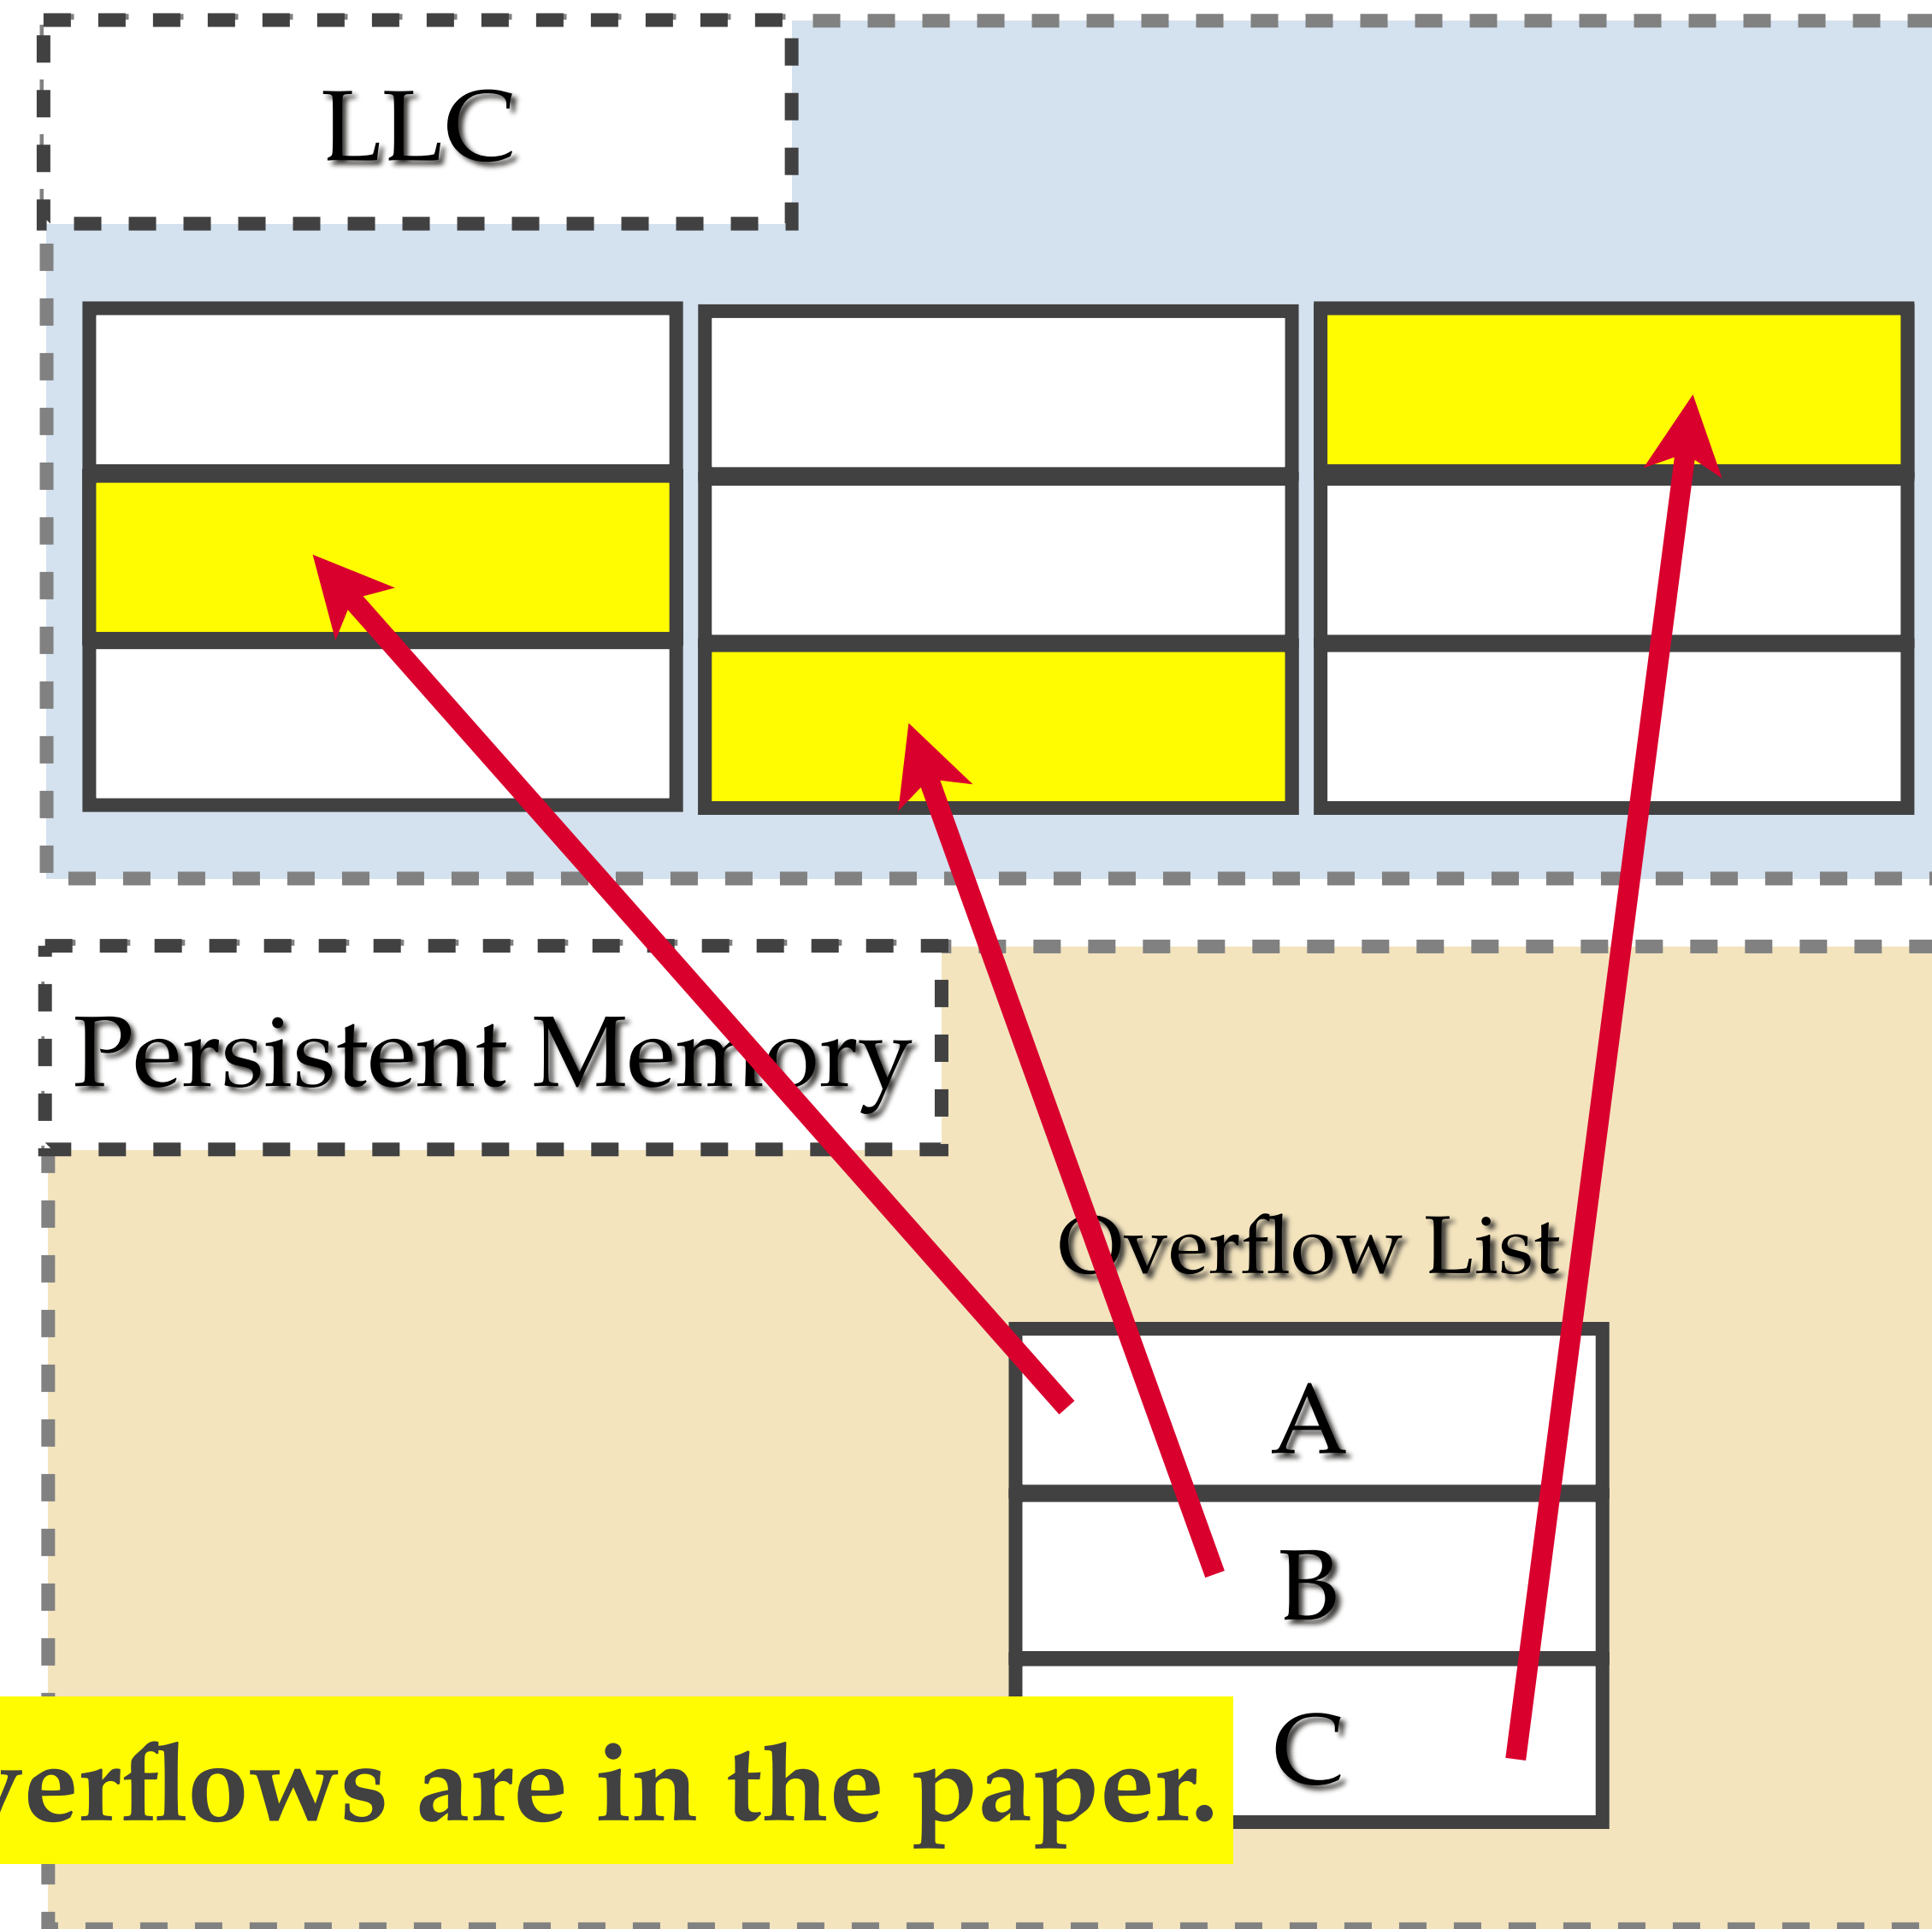 LLC
Persistent Memory
Overflow List
A
B
C
verflows are in the paper.